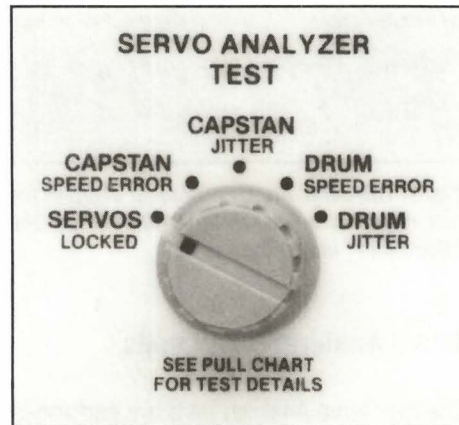 SERVO ANALYZER
TEST
CAPSTAN
JITTER
CAPSTAN
SPEED ERROR
DRUM
SPEED ERROR
SERVOS
LOCKED
DRUM
JITTER
SEE PULL CHART
FOR TEST DETAILS